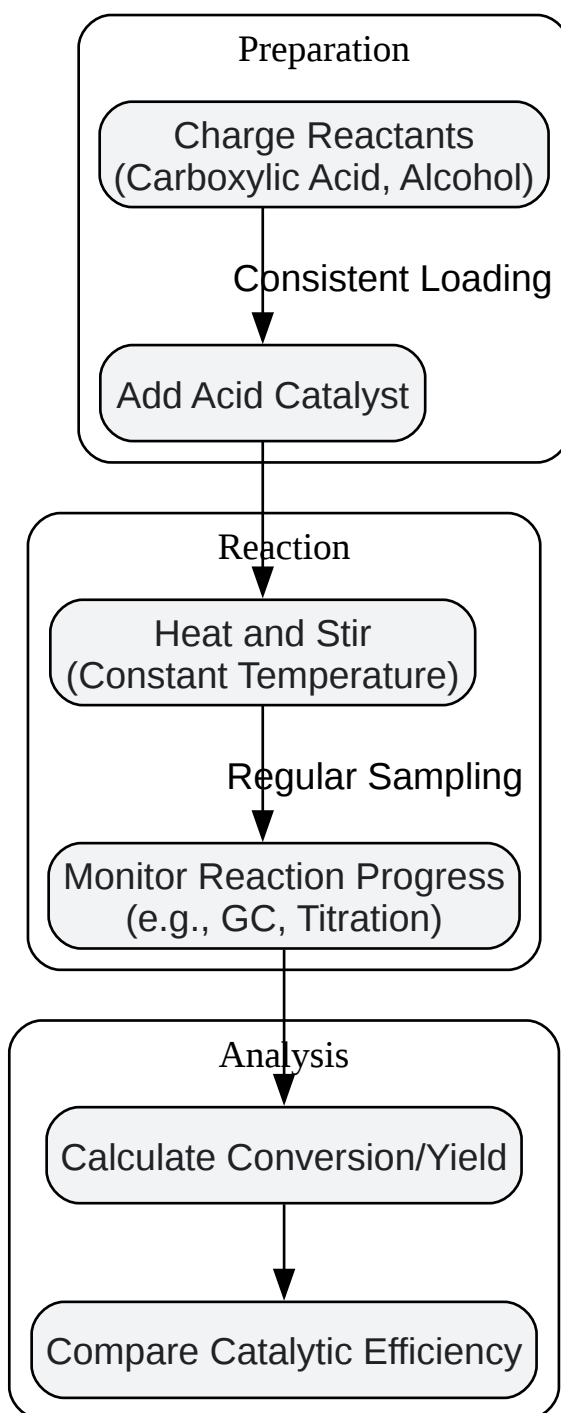 Preparation
Charge Reactants
(Carboxylic Acid, Alcohol)
Consistent Loading
Add Acid Catalyst
Reaction
Heat and Stir
(Constant Temperature)
Regular Sampling
Monitor Reaction Progress
(e.g., GC, Titration)
Analysis
Calculate Conversion/Yield
Compare Catalytic Efficiency